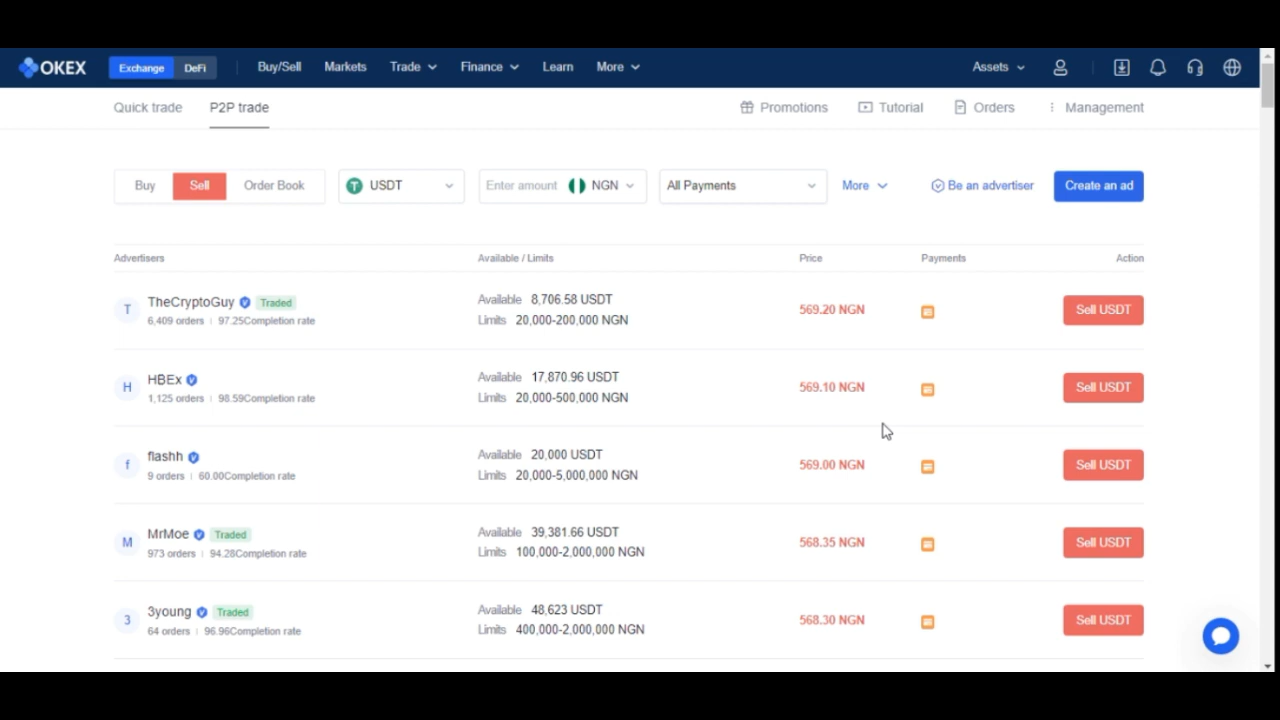 OKEX Exchange DeFi Buy/Sell Markets Trade Finance Learn More Assets
Quick trade P2P trade Promotions Tutorial Orders Management
Buy Sell Order Book T USDT Enter amount NGN All Payments More Be an advertiser Create an ad
Advertisers Available / Limits Price Payments Action
T TheCryptoGuy Traded Available 8,706.58 USDT 569.20 NGN Sell USDT
6,409 orders | 97.25Completion rate Limits 20,000-200,000 NGN
H HBEx Available 17,870.96 USDT 569.10 NGN Sell USDT
1,125 orders | 98.59Completion rate Limits 20,000-500,000 NGN
f flashh Available 20,000 USDT 569.00 NGN Sell USDT
9 orders | 60.00Completion rate Limits 20,000-5,000,000 NGN
M MrMoe Traded Available 39,381.66 USDT 568.35 NGN Sell USDT
973 orders | 94.28Completion rate Limits 100,000-2,000,000 NGN
3 3young Traded Available 48,623 USDT 568.30 NGN Sell USDT
64 orders | 96.96Completion rate Limits 400,000-2,000,000 NGN